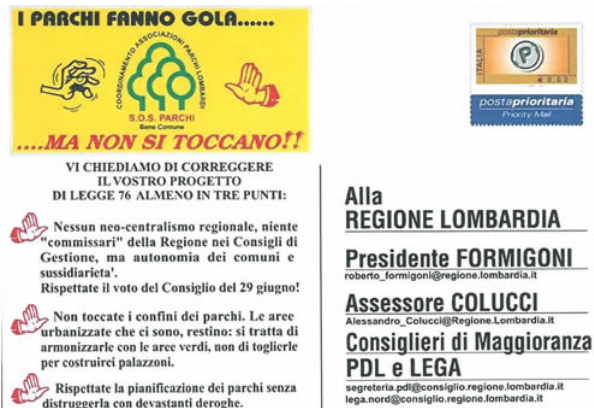 I PARCHI FANNO GOLA......
COORDINAMENTO ASSOCIAZIONI PARCHI LOMBARDI
S.O.S. PARCHI
Bene Comune
....MA NON SI TOCCANO!!
VI CHIEDIAMO DI CORREGGERE
IL VOSTRO PROGETTO
DI LEGGE 76 ALMENO IN TRE PUNTI:
Nessun neo-centralismo regionale, niente
"commissari" della Regione nei Consigli di
Gestione, ma autonomia dei comuni e
sussidiarieta'.
Rispettate il voto del Consiglio del 29 giugno!
Non toccate i confini dei parchi. Le aree
urbanizzate che ci sono, restino: si tratta di
armonizzarle con le aree verdi, non di toglierle
per costruirci palazzoni.
Rispettate la pianificazione dei parchi senza
distruggerla con devastanti deroghe.
postaprioritaria
ITALIA
P
€ 0,60
postaprioritaria
Priority Mail
Alla
REGIONE LOMBARDIA
Presidente FORMIGONI
roberto_formigoni@regione.lombardia.it
Assessore COLUCCI
Alessandro_Colucci@Regione.Lombardia.it
Consiglieri di Maggioranza
PDL e LEGA
segreteria.pdl@consiglio.regione.lombardia.it
lega.nord@consiglio.regione.lombardia.it